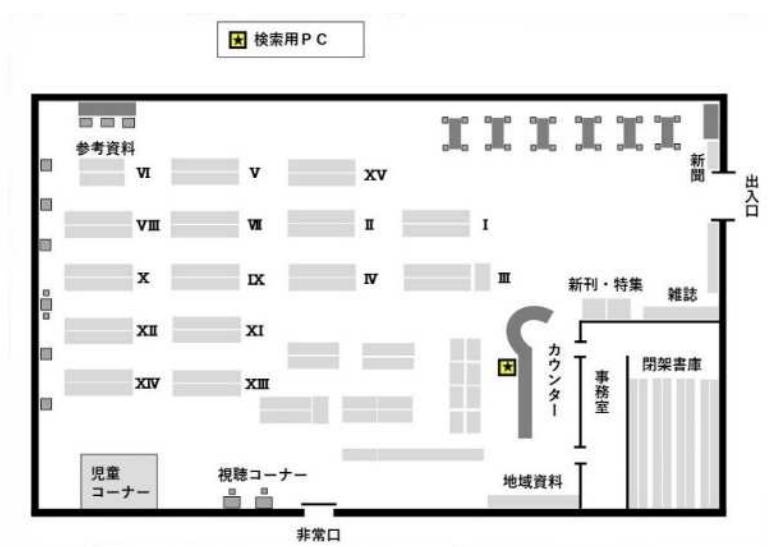 検索用PC
参考資料
VI
V
XV
新聞
出入口
VIII
VII
II
I
X
IX
IV
III
新刊・特集
雑誌
XII
XI
カウンター
事務室
閉架書庫
XIV
XIII
児童
コーナー
視聴コーナー
地域資料
非常口